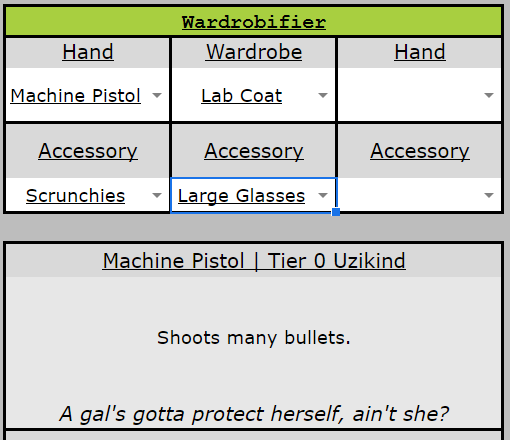 Wardrobifier
Hand Wardrobe Hand
Machine Pistol Lab Coat
Accessory Accessory Accessory
Scrunchies Large Glasses
Machine Pistol | Tier 0 Uzikind
Shoots many bullets.
A gal's gotta protect herself, ain't she?